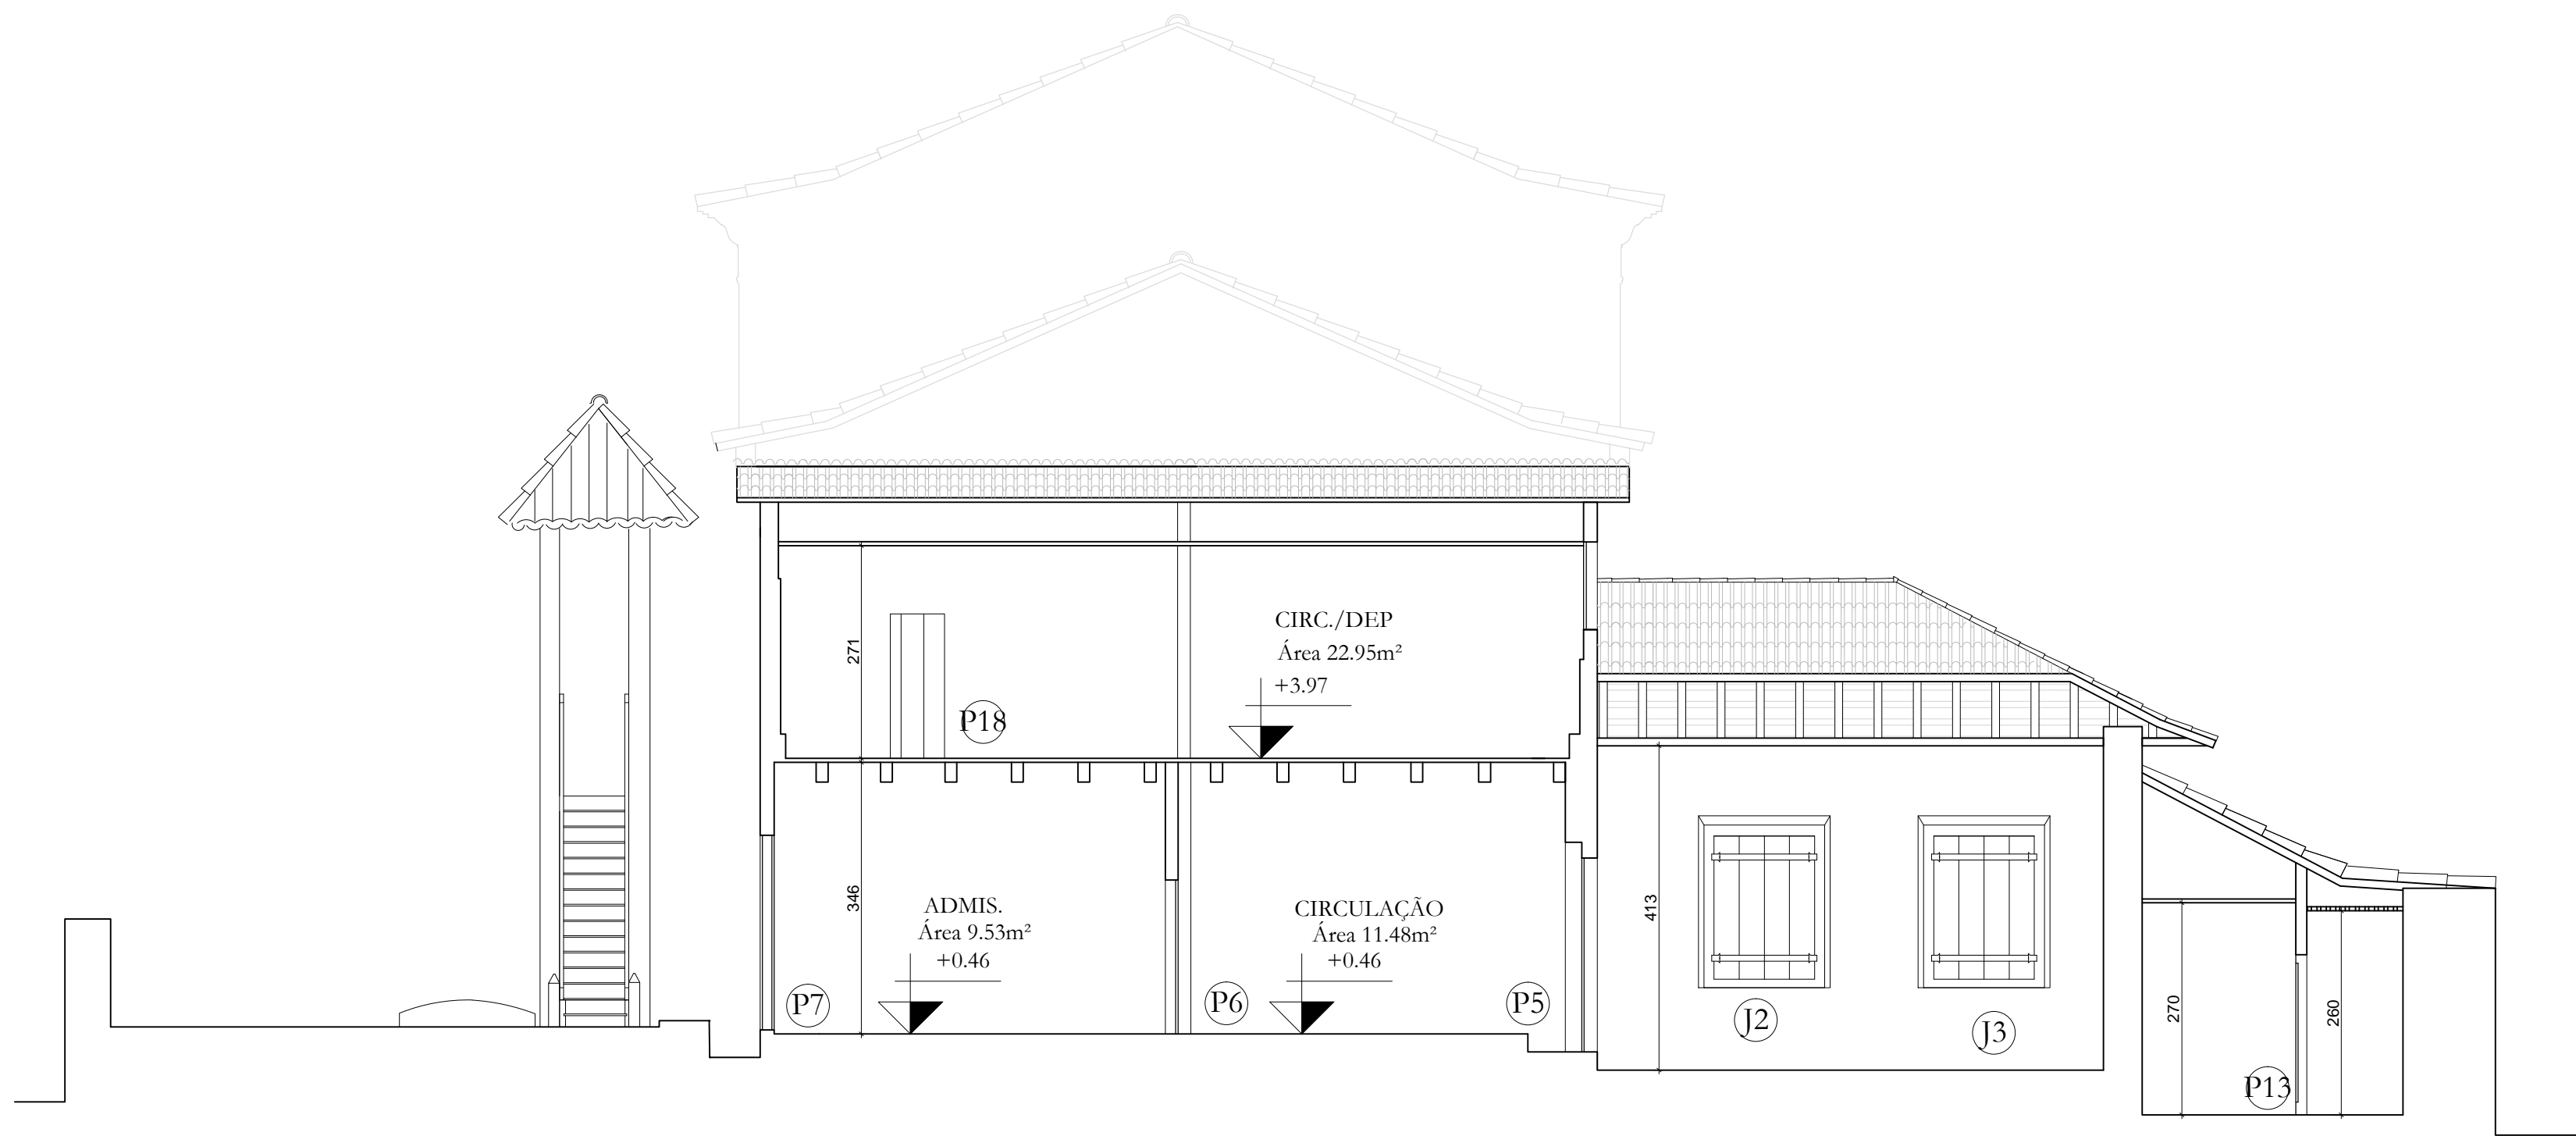 CIRC./DEP
Área 22.95m²
+3.97
271
P18
346
ADMIS.
Área 9.53m²
+0.46
CIRCULAÇÃO
Área 11.48m²
+0.46
413
P7
P6
P5
J2
J3
270
260
P13